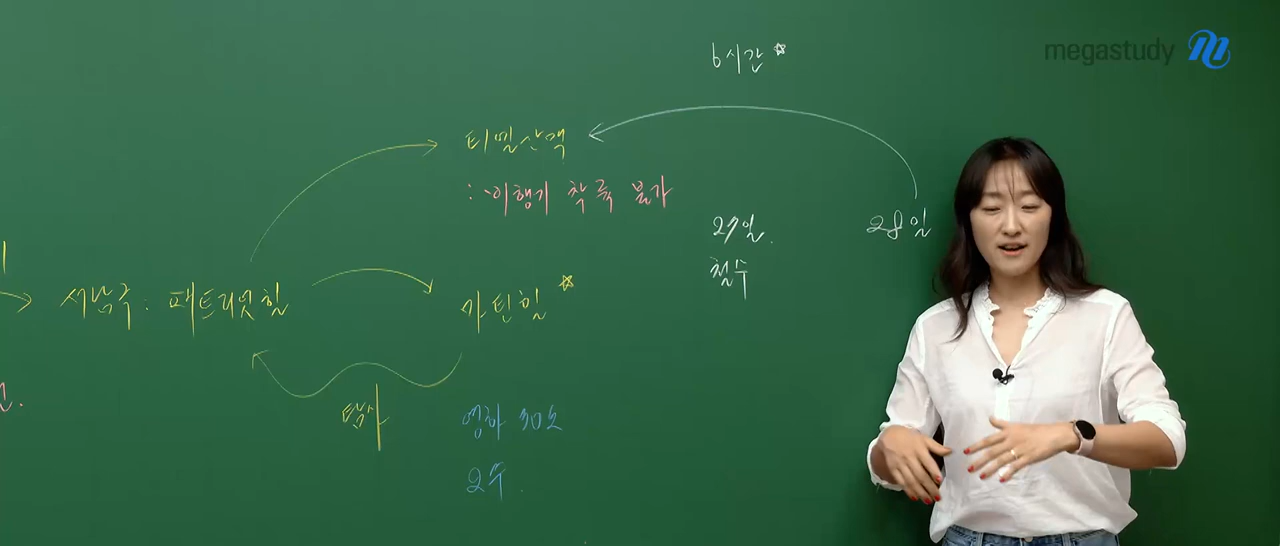 6시간 ☆
megastudy
티벌산맥
∵ 비행기 착륙 불가
27일.
철수
28일
서남극 : 패트리엇힐
마틴힐 ☆
탐사
영하 30도
2주.